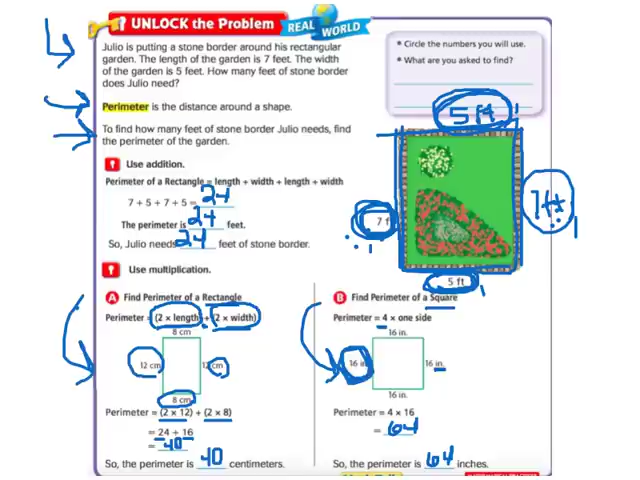 UNLOCK the Problem
REAL WORLD
Julio is putting a stone border around his rectangular
garden. The length of the garden is 7 feet. The width
of the garden is 5 feet. How many feet of stone border
does Julio need?
• Circle the numbers you will use.
• What are you asked to find?
Perimeter is the distance around a shape.
To find how many feet of stone border Julio needs, find
the perimeter of the garden.
5 ft
7 ft
7 f
5 ft
Use addition.
Perimeter of a Rectangle = length + width + length + width
7 + 5 + 7 + 5 = 24
The perimeter is 24 feet.
So, Julio needs 24 feet of stone border.
Use multiplication.
A Find Perimeter of a Rectangle
Perimeter = (2 × length) + (2 × width)
8 cm
12 cm
12 cm
8 cm
Perimeter = (2 × 12) + (2 × 8)
= 24 + 16
= 40
So, the perimeter is 40 centimeters.
B Find Perimeter of a Square
Perimeter = 4 × one side
16 in.
16 in.
16 in.
16 in.
Perimeter = 4 × 16
= 64
So, the perimeter is 64 inches.